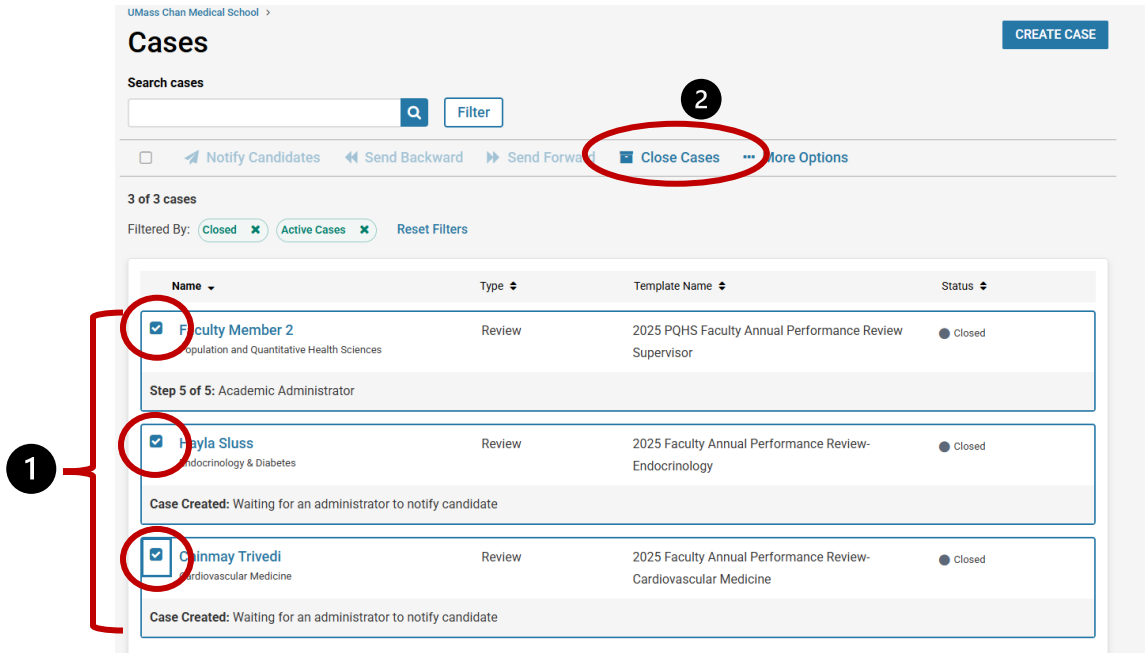 UMass Chan Medical School >
Cases
CREATE CASE
Search cases
Filter
2
Notify Candidates Send Backward Send Forward Close Cases More Options
3 of 3 cases
Filtered By: Closed × Active Cases × Reset Filters
Name Type Template Name Status
1
Faculty Member 2 Review 2025 PQHS Faculty Annual Performance Review Closed
Population and Quantitative Health Sciences Supervisor
Step 5 of 5: Academic Administrator
Hayla Sluss Review 2025 Faculty Annual Performance Review- Closed
Endocrinology & Diabetes Endocrinology
Case Created: Waiting for an administrator to notify candidate
Chinmay Trivedi Review 2025 Faculty Annual Performance Review- Closed
Cardiovascular Medicine Cardiovascular Medicine
Case Created: Waiting for an administrator to notify candidate